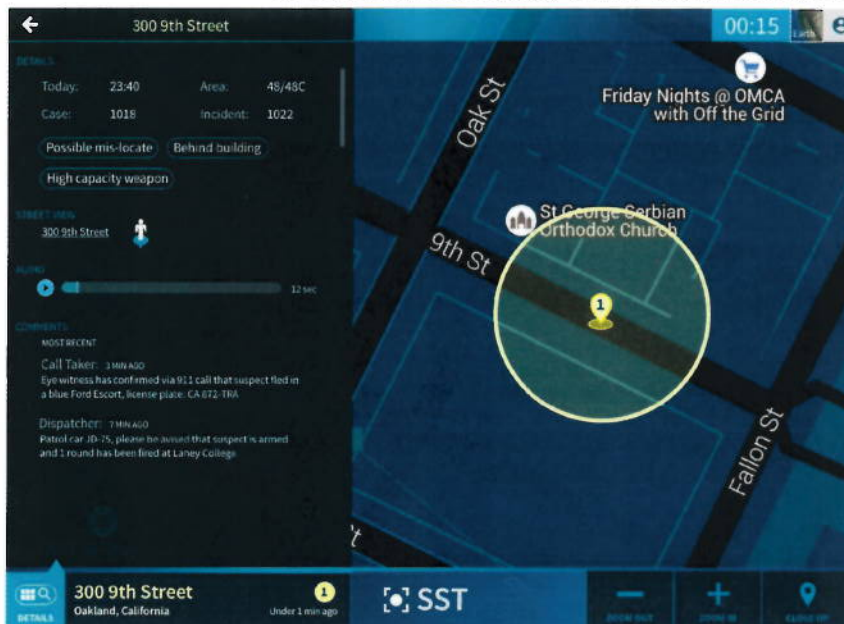 300 9th Street
00:15
Earth
DETAILS
Today: 23:40 Area: 48/48C
Case: 1018 Incident: 1022
Possible mis-locate Behind building
High capacity weapon
STREET VIEW
300 9th Street
AUDIO
12 sec
COMMENTS
MOST RECENT
Call Taker: 3 MIN AGO
Eye witness has confirmed via 911 call that suspect fled in
a blue Ford Escort, license plate: CA 872-TRA
Dispatcher: 7 MIN AGO
Patrol car JD-75, please be avised that suspect is armed
and 1 round has been fired at Laney College.
Oak St
Friday Nights @ OMCA
with Off the Grid
St George Serbian
Orthodox Church
9th St
1
Fallon St
t
DETAILS
300 9th Street
Oakland, California
1
Under 1 min ago
SST
ZOOM OUT
ZOOM IN
CLOSE UP